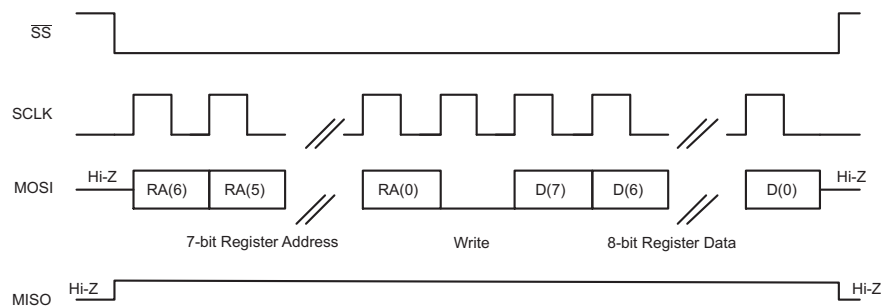 SS
SCLK
Hi-Z
Hi-Z
MOSI
RA(6)
RA(5)
RA(0)
D(7)
D(6)
D(0)
7-bit Register Address
Write
8-bit Register Data
Hi-Z
Hi-Z
MISO